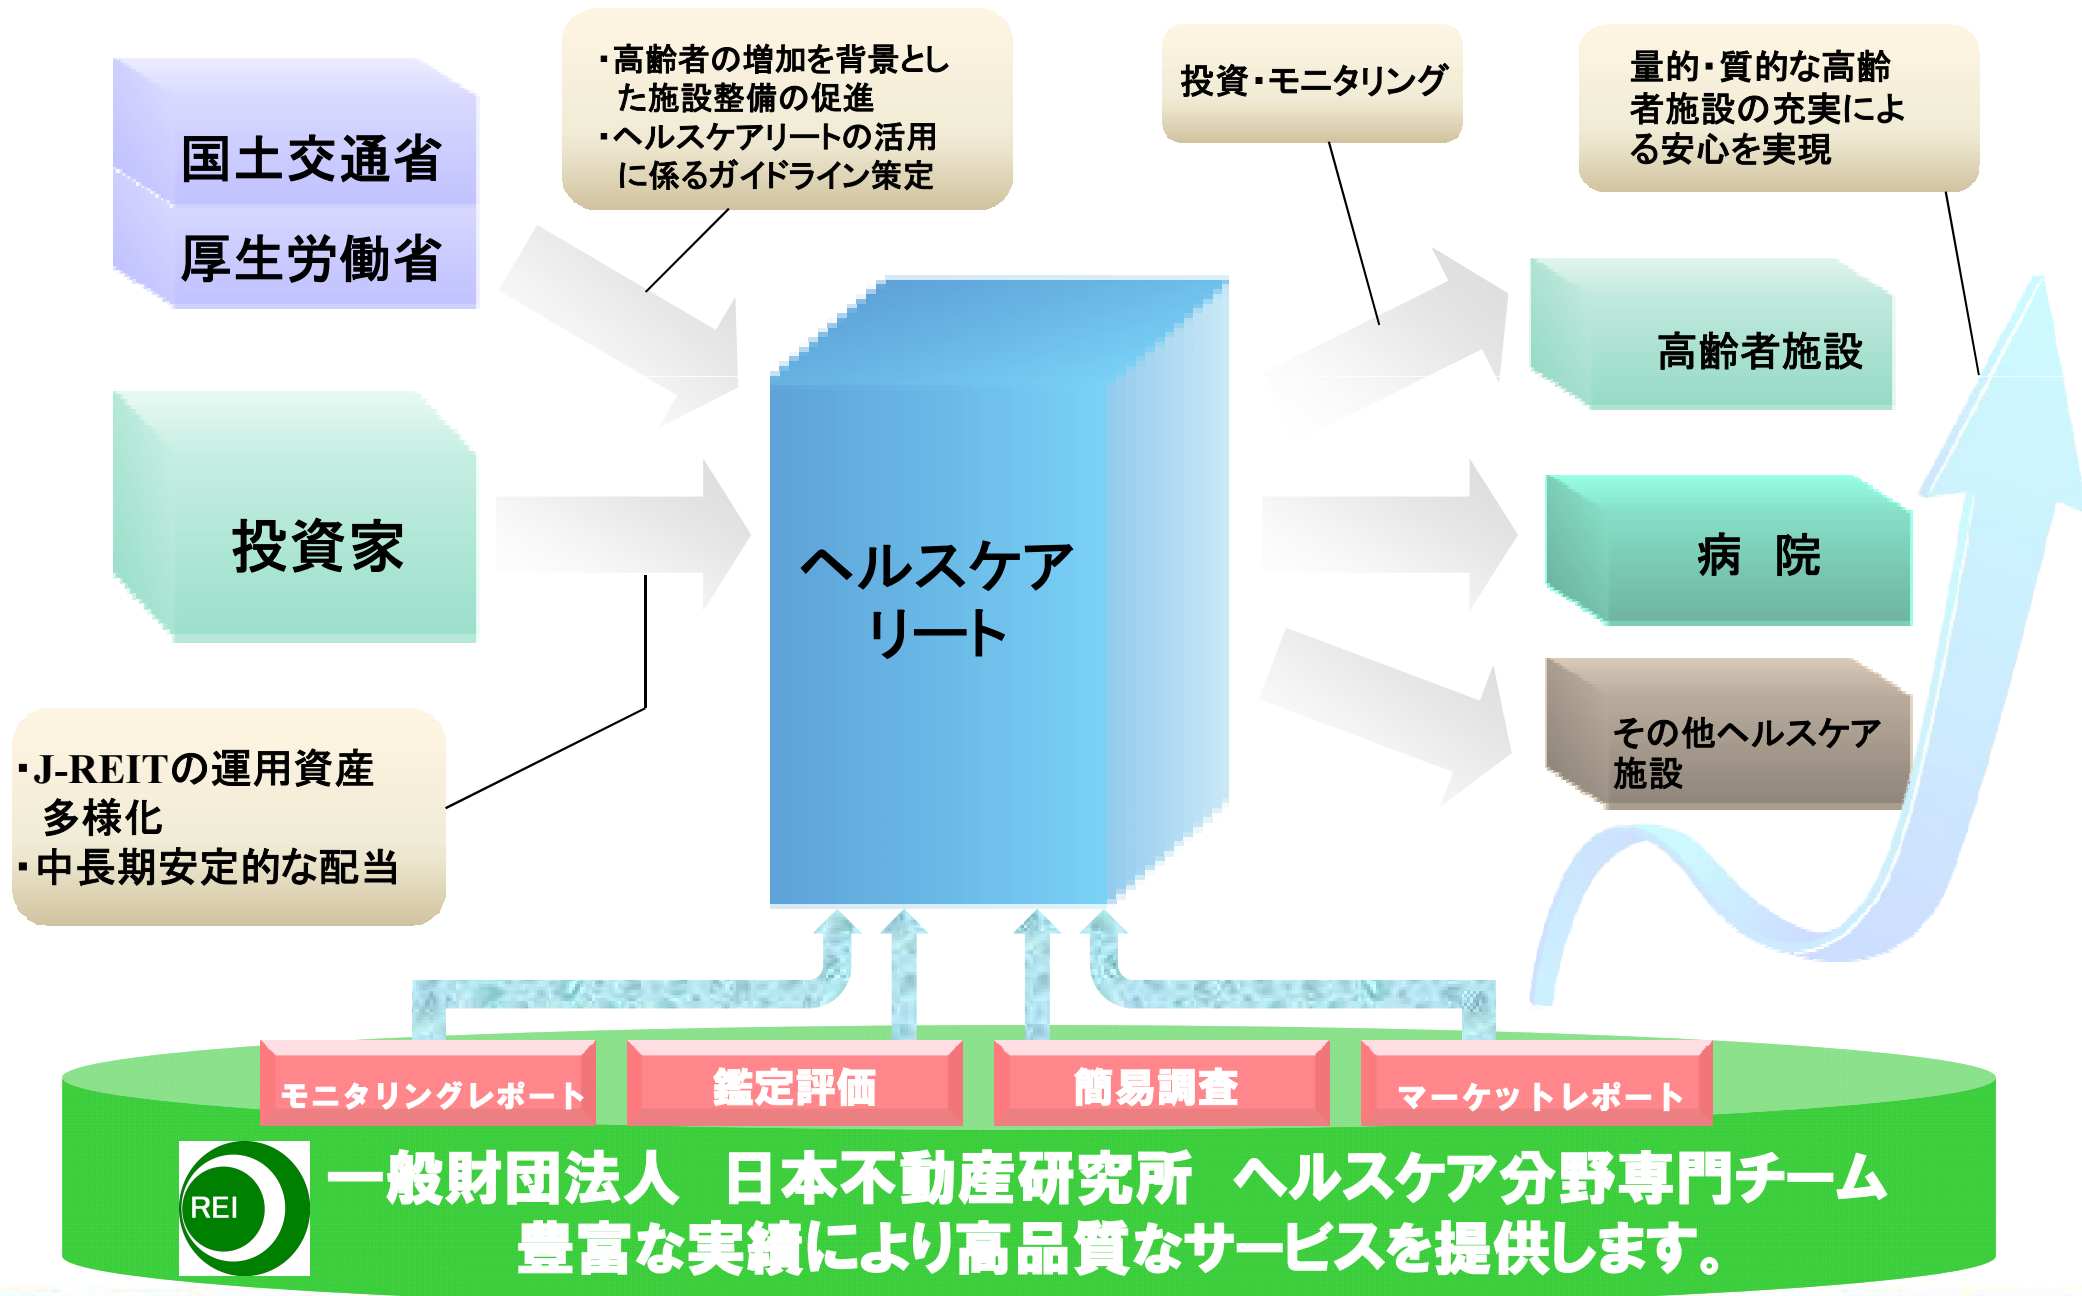 ・高齢者の増加を背景とし
た施設整備の促進
・ヘルスケアリートの活用
に係るガイドライン策定
投資・モニタリング
量的・質的な高齢
者施設の充実によ
る安心を実現
国土交通省
厚生労働省
投資家
ヘルスケア
リート
高齢者施設
病　院
その他ヘルスケア
施設
・J-REITの運用資産
多様化
・中長期安定的な配当
モニタリングレポート
鑑定評価
簡易調査
マーケットレポート
REI
一般財団法人　日本不動産研究所　ヘルスケア分野専門チーム
豊富な実績により高品質なサービスを提供します。